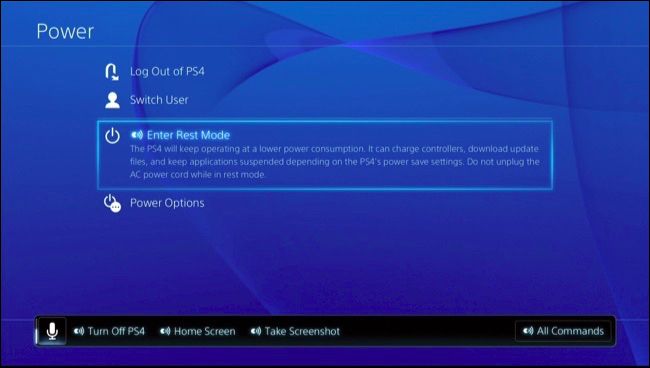 Power
Log Out of PS4
Switch User
Enter Rest Mode
The PS4 will keep operating at a lower power consumption. It can charge controllers, download update
files, and keep applications suspended depending on the PS4's power save settings. Do not unplug the
AC power cord while in rest mode.
Power Options
Turn Off PS4 Home Screen Take Screenshot All Commands